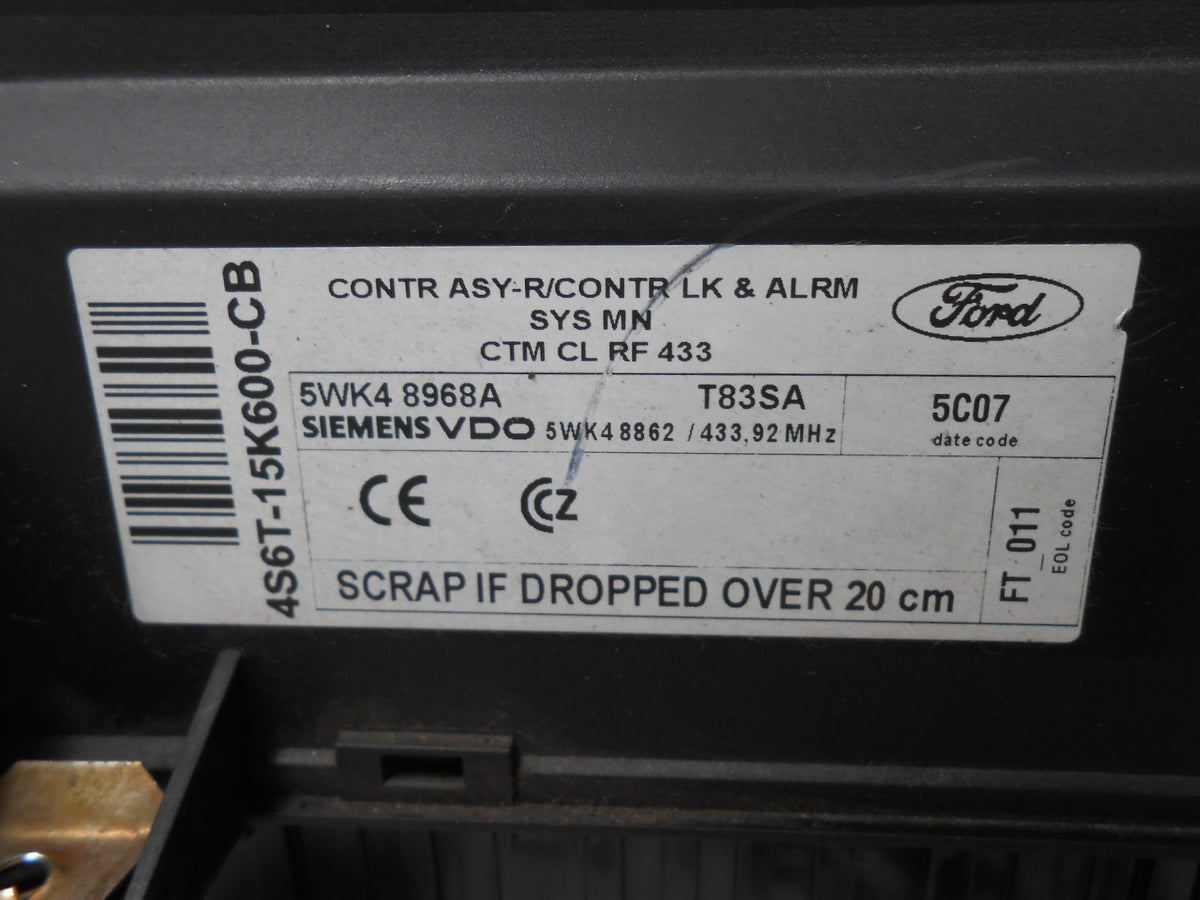 CONTR ASY-R/CONTR LK & ALRM
SYS MN
CTM CL RF 433
Ford
4S6T-15K600-CB
5WK4 8968A T83SA
SIEMENS VDO 5WK4 8862 / 433,92 MHz
5C07
date code
CE CCZ
SCRAP IF DROPPED OVER 20 cm
FT_011
EOL code